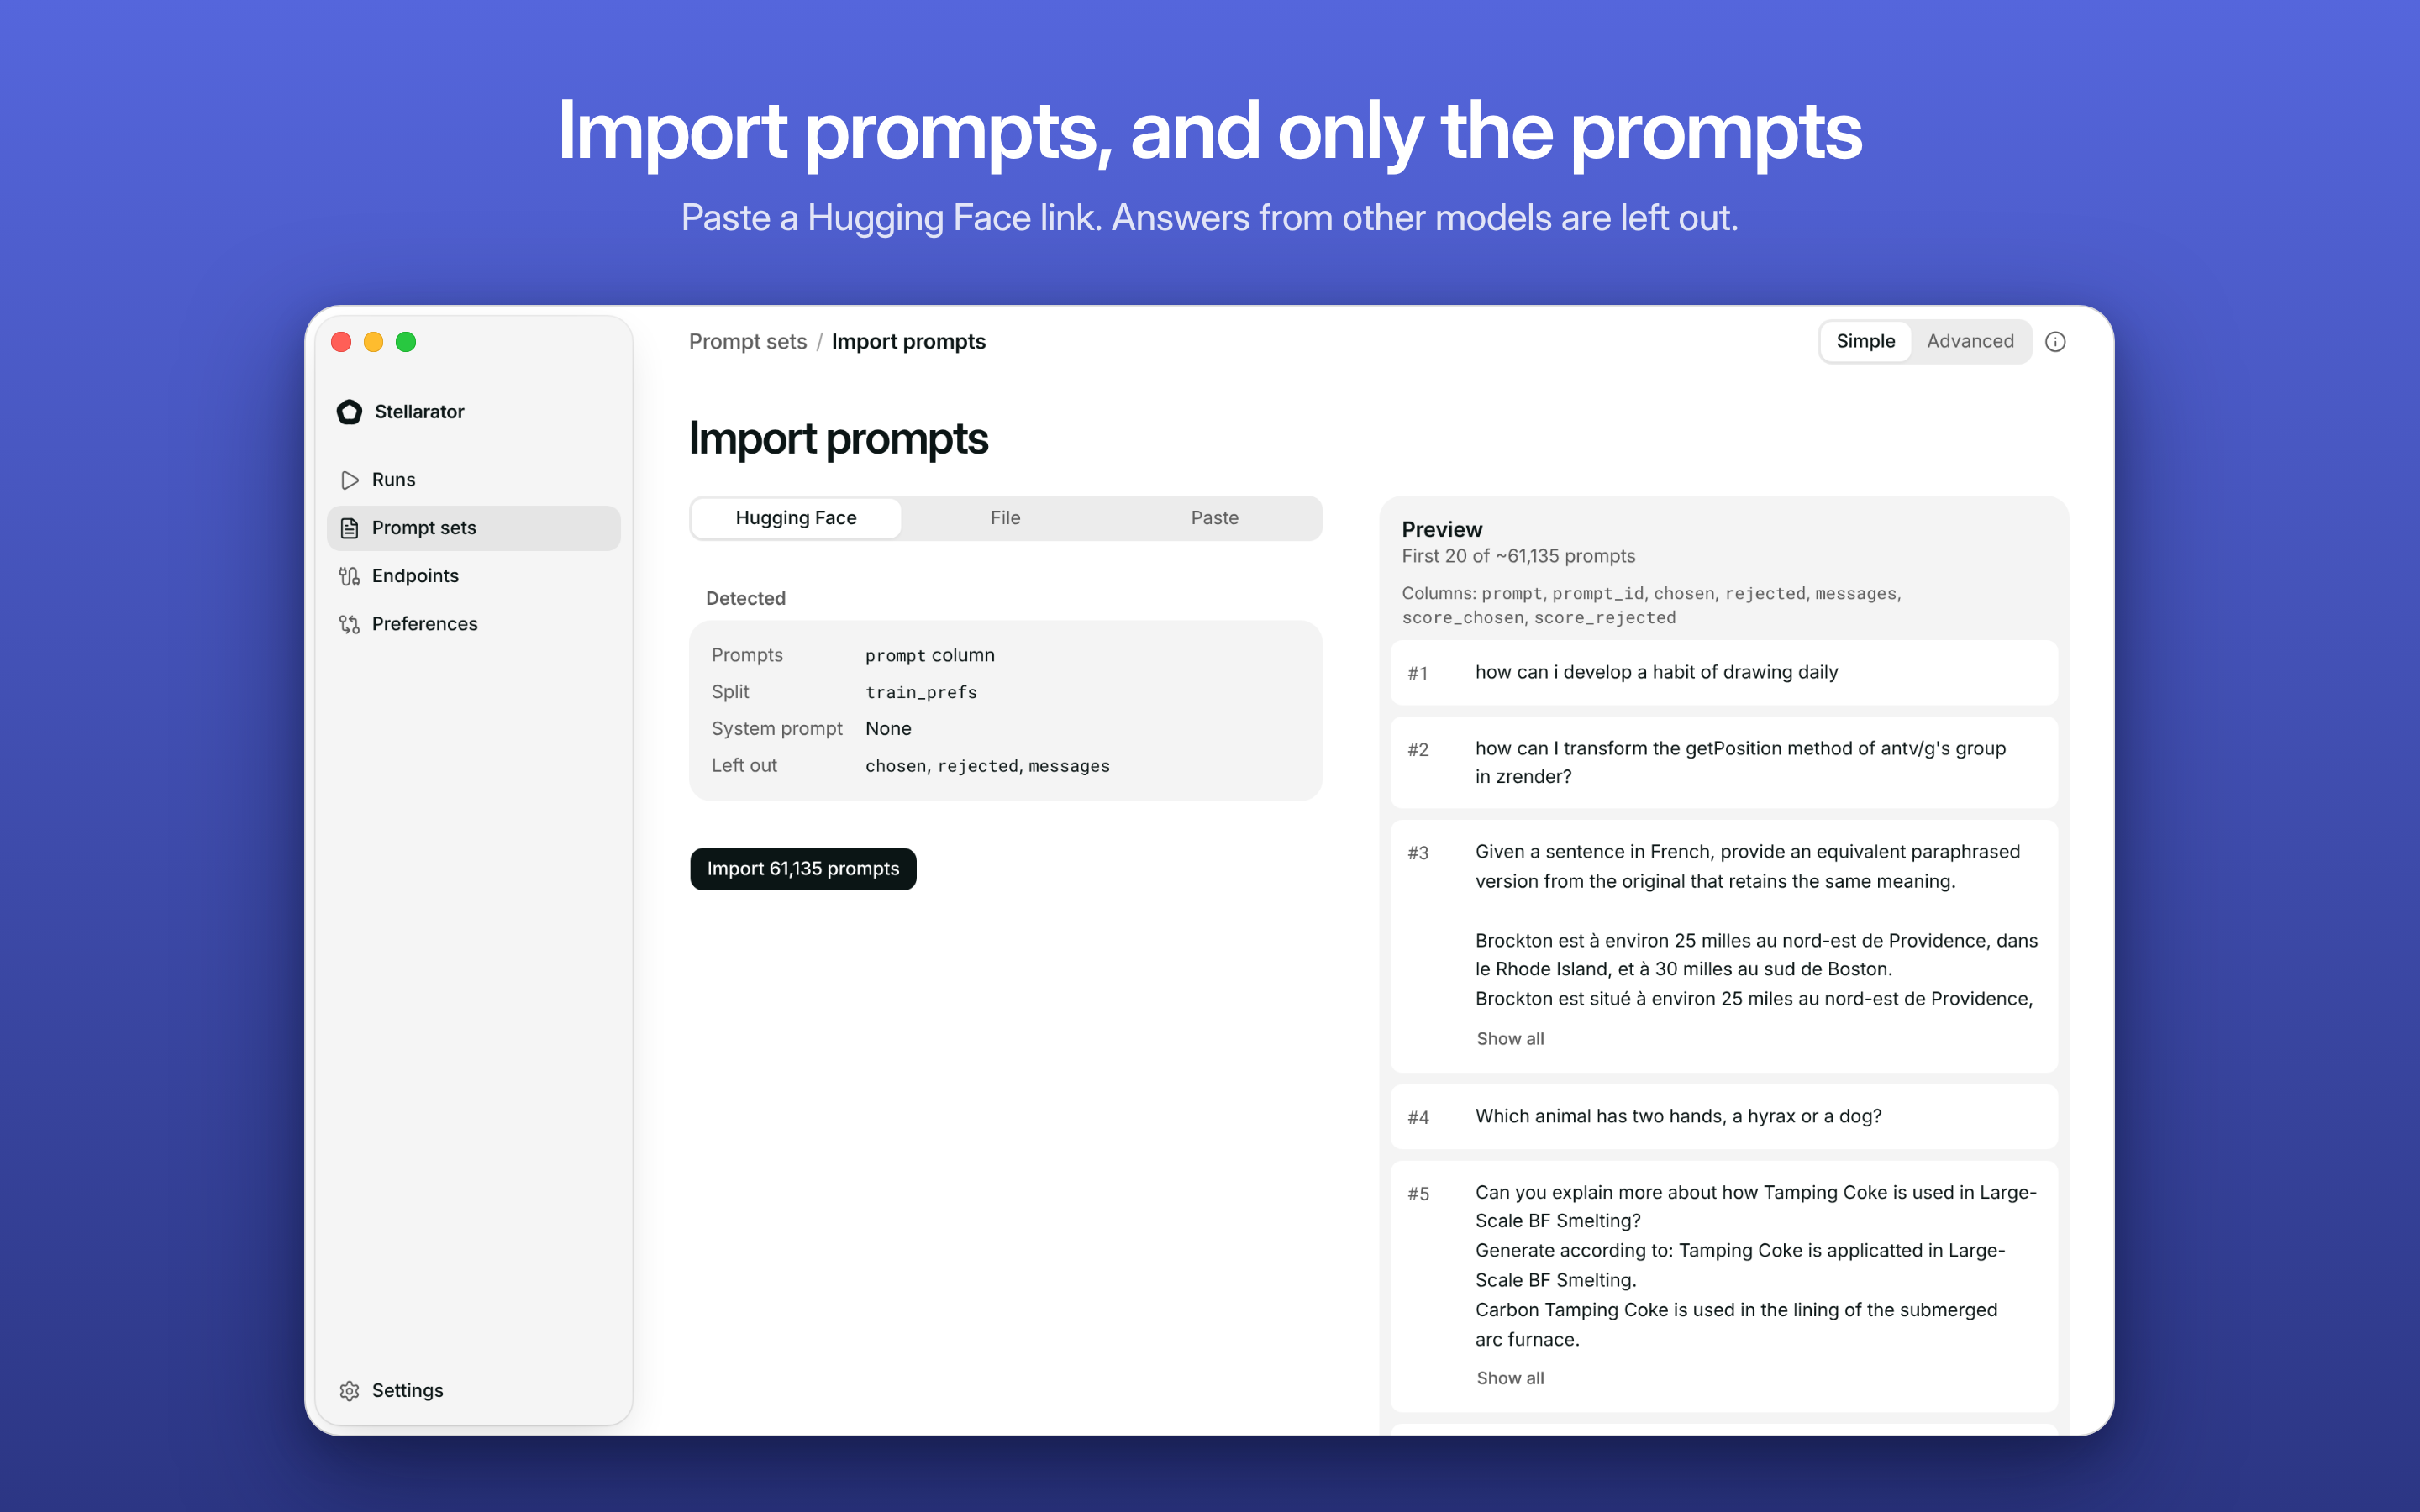 Import prompts, and only the prompts
Paste a Hugging Face link. Answers from other models are left out.
Stellarator
Runs
Prompt sets
Endpoints
Preferences
Settings
Prompt sets / Import prompts
Simple
Advanced
Import prompts
Hugging Face
File
Paste
Detected
Prompts prompt column
Split train_prefs
System prompt None
Left out chosen, rejected, messages
Import 61,135 prompts
Preview
First 20 of ~61,135 prompts
Columns: prompt, prompt_id, chosen, rejected, messages,
score_chosen, score_rejected
#1 how can i develop a habit of drawing daily
#2 how can I transform the getPosition method of antv/g's group
in zrender?
#3 Given a sentence in French, provide an equivalent paraphrased
version from the original that retains the same meaning.
Brockton est à environ 25 milles au nord-est de Providence, dans
le Rhode Island, et à 30 milles au sud de Boston.
Brockton est situé à environ 25 miles au nord-est de Providence,
Show all
#4 Which animal has two hands, a hyrax or a dog?
#5 Can you explain more about how Tamping Coke is used in Large-
Scale BF Smelting?
Generate according to: Tamping Coke is applicatted in Large-
Scale BF Smelting.
Carbon Tamping Coke is used in the lining of the submerged
arc furnace.
Show all